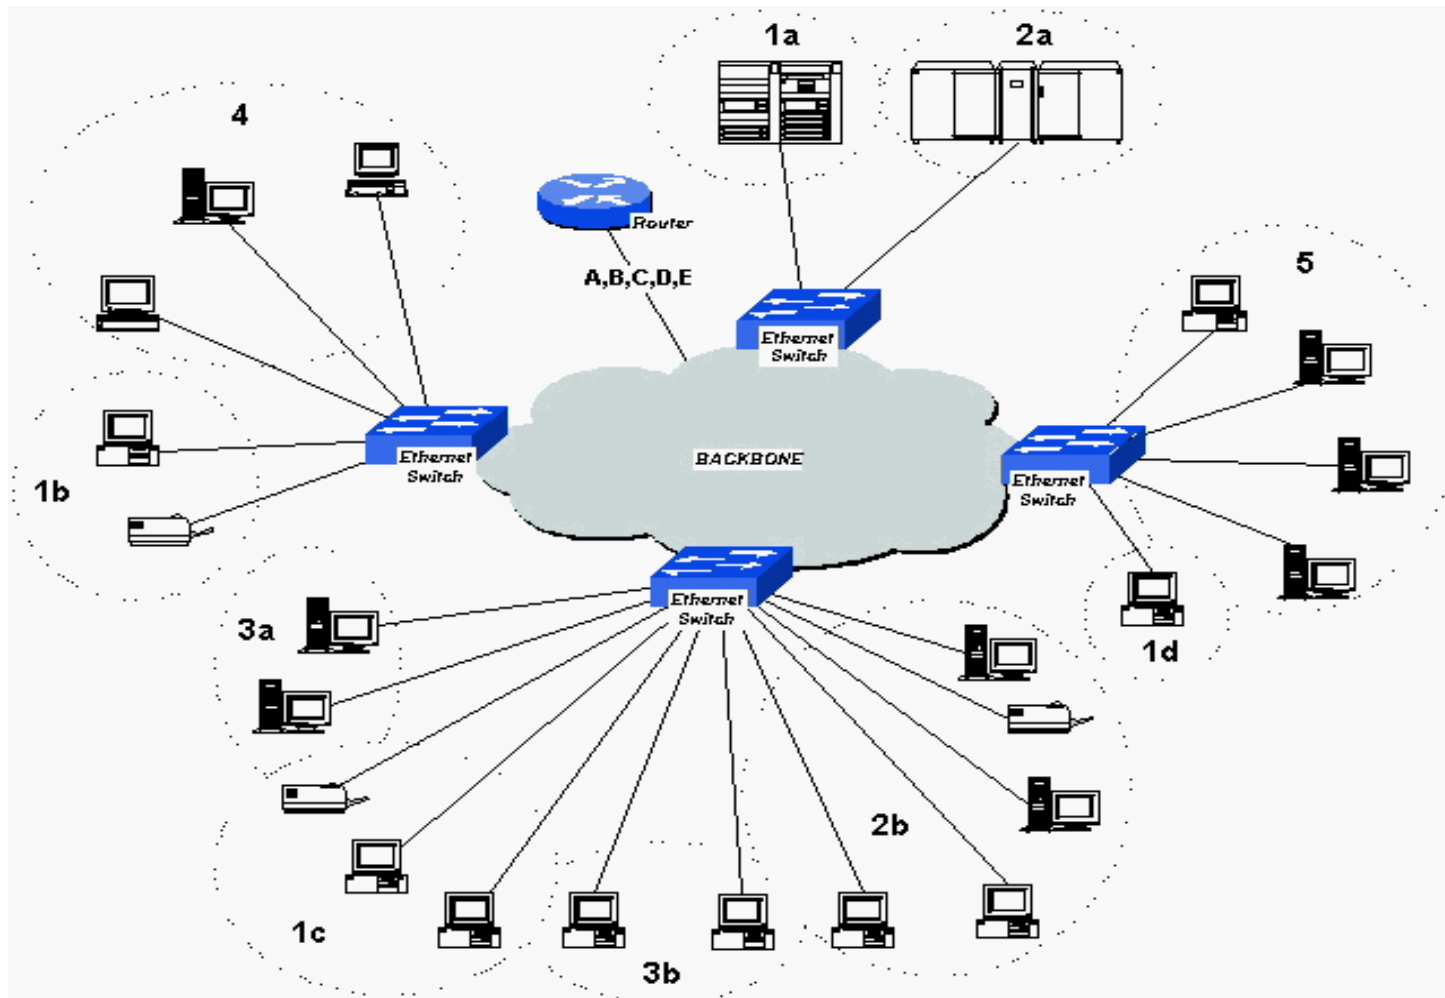 1a
2a
4
Router
A,B,C,D,E
5
Ethernet
Switch
Ethernet
Switch
BACKBONE
Ethernet
Switch
1b
Ethernet
Switch
3a
1d
2b
1c
3b